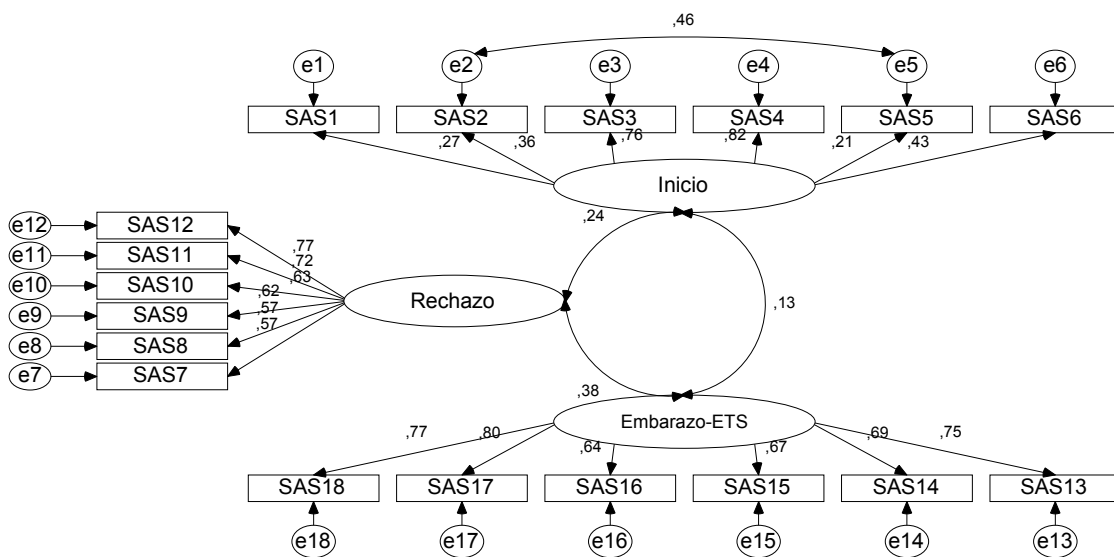 ,46
e1 e2 e3 e4 e5 e6
SAS1 SAS2 SAS3 SAS4 SAS5 SAS6
,27 ,36 ,76 ,82 ,21 ,43
Inicio
,24
e12 SAS12
,77
e11 SAS11
,72
e10 SAS10
,63
Rechazo
,62
e9 SAS9
,13
,57
e8 SAS8
,57
e7 SAS7
,38
Embarazo-ETS
,77 ,80 ,64 ,67 ,69 ,75
SAS18 SAS17 SAS16 SAS15 SAS14 SAS13
e18 e17 e16 e15 e14 e13